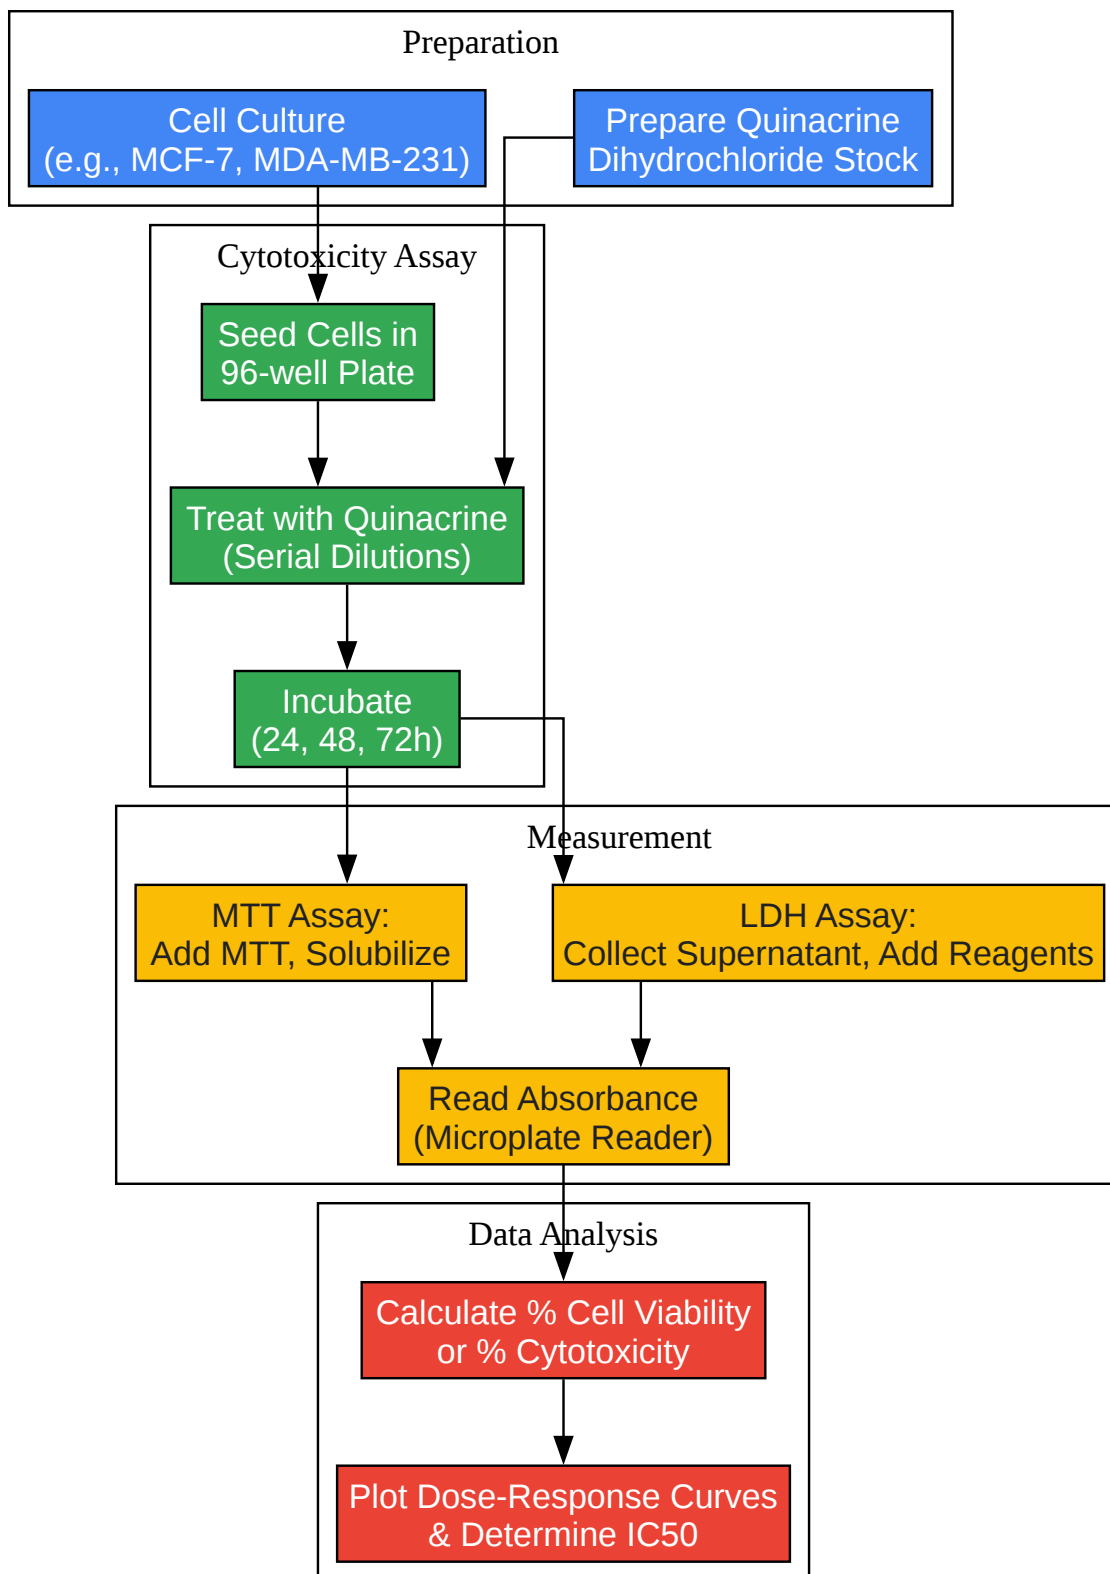 Preparation
Cell Culture
(e.g., MCF-7, MDA-MB-231)
Prepare Quinacrine
Dihydrochloride Stock
Cytotoxicity Assay
Seed Cells in
96-well Plate
Treat with Quinacrine
(Serial Dilutions)
Incubate
(24, 48, 72h)
Measurement
MTT Assay:
Add MTT, Solubilize
LDH Assay:
Collect Supernatant, Add Reagents
Read Absorbance
(Microplate Reader)
Data Analysis
Calculate % Cell Viability
or % Cytotoxicity
Plot Dose-Response Curves
& Determine IC50